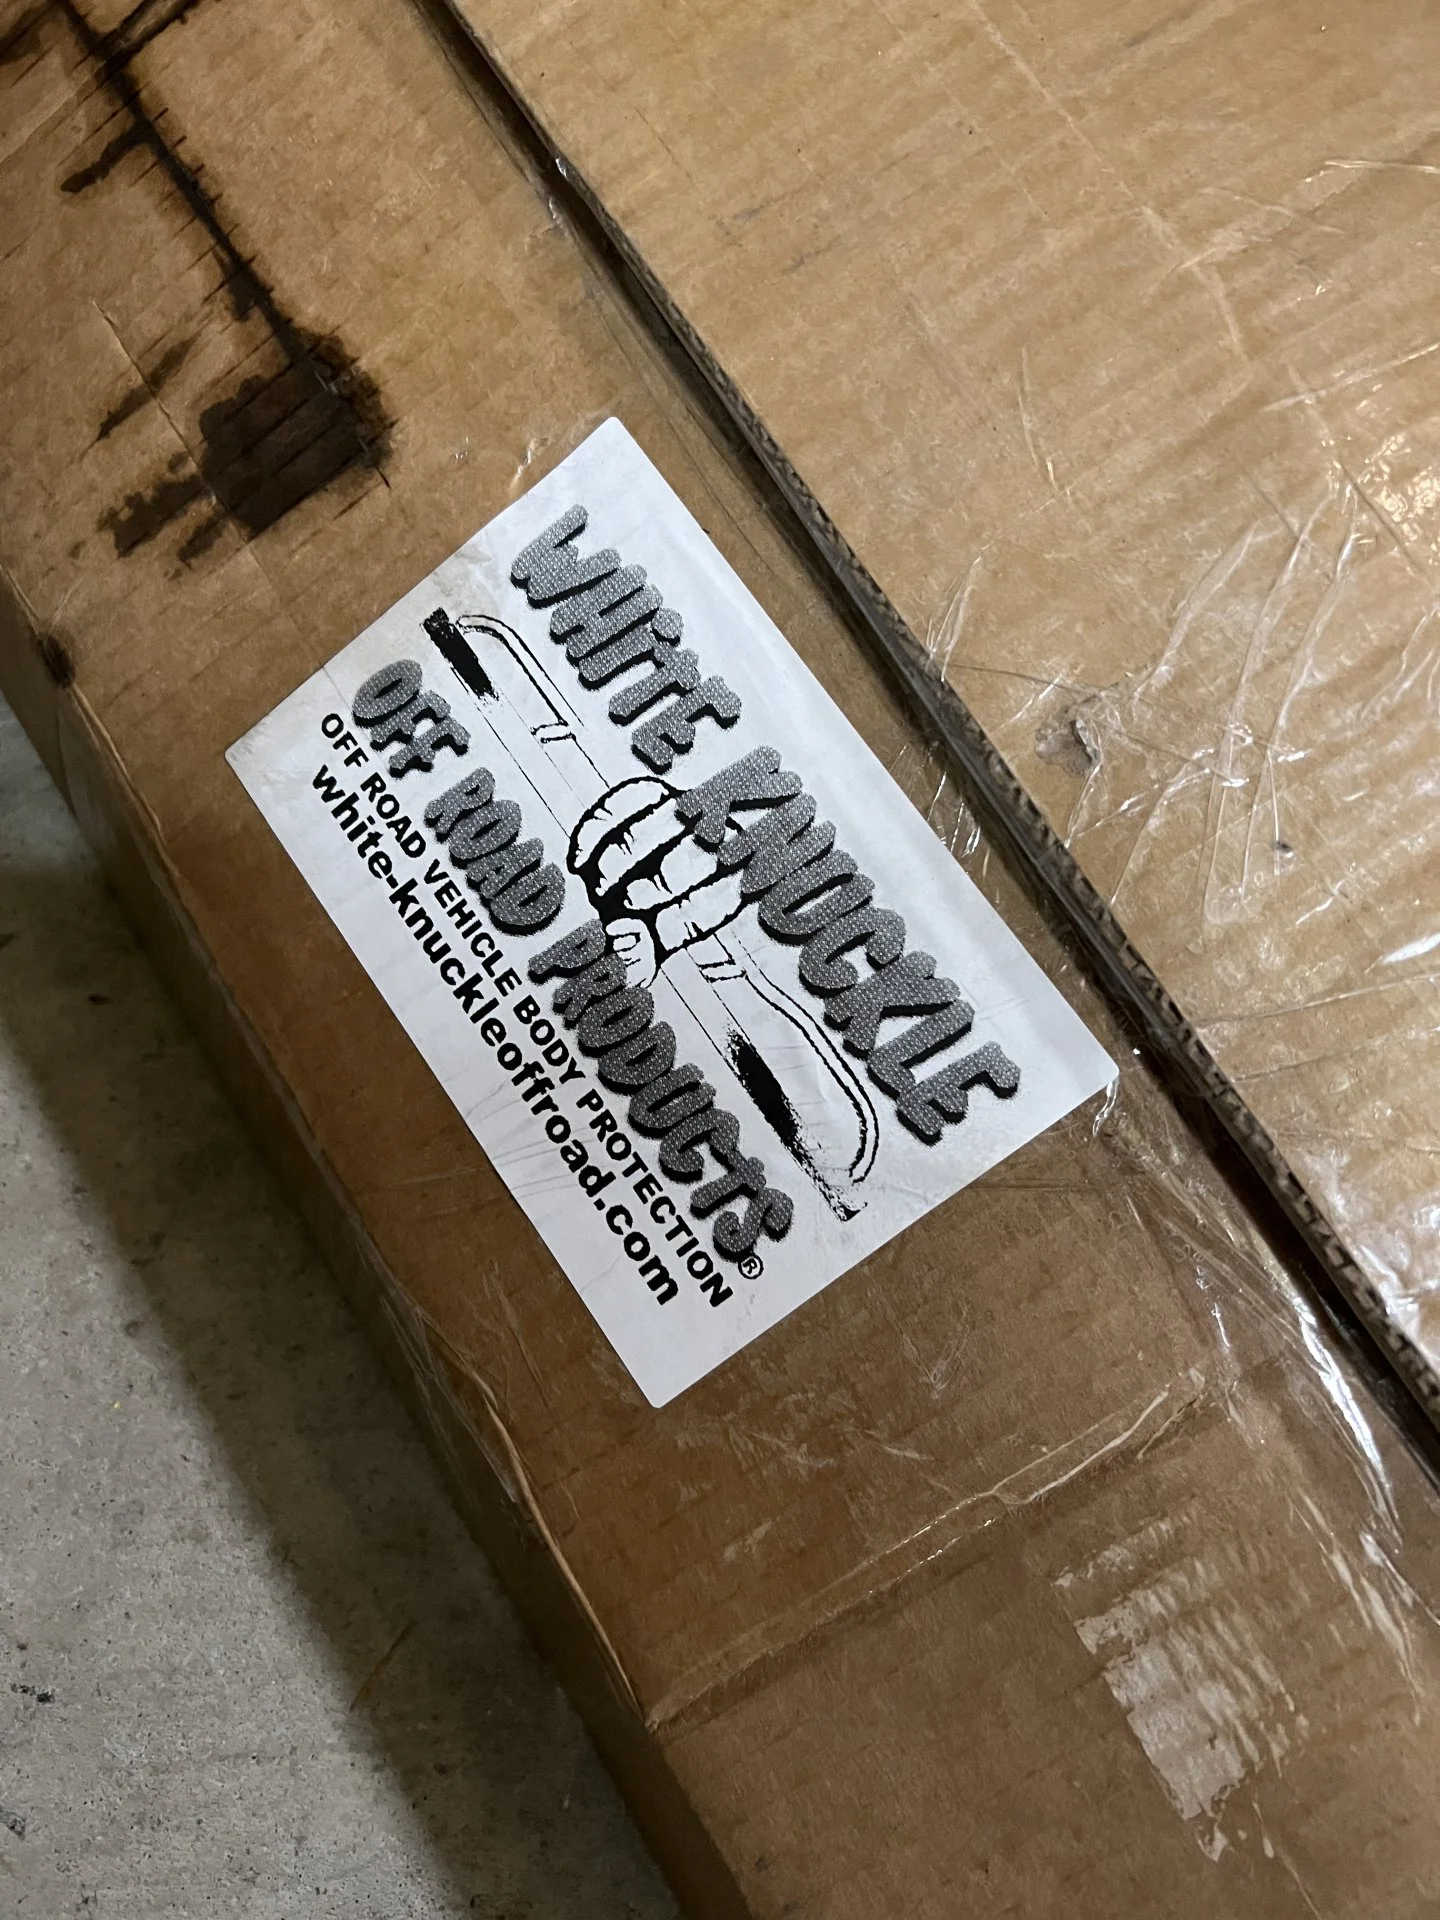 WHITE KNUCKLE
OFF ROAD PRODUCTS®
OFF ROAD VEHICLE BODY PROTECTION
white-knuckleoffroad.com